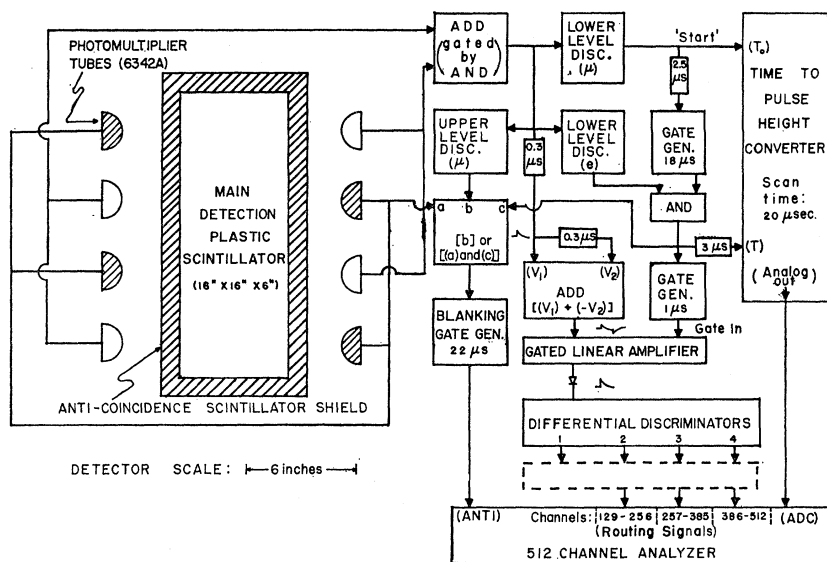 PHOTOMULTIPLIER
TUBES (6342A)
MAIN
DETECTION
PLASTIC
SCINTILLATOR
(16" X 16" X 6")
ANTI-COINCIDENCE SCINTILLATOR SHIELD
DETECTOR SCALE: 6 inches
ADD
(gated
by
AND)
LOWER
LEVEL
DISC.
(μ)
'Start'
2.5
μS
(To)
TIME TO
PULSE
HEIGHT
CONVERTER
Scan
time:
20 μsec.
(T)
(Analog
out)
UPPER
LEVEL
DISC.
(μ)
0.3
μS
LOWER
LEVEL
DISC.
(e)
GATE
GEN.
18 μS
AND
a b c
[b] or
[(a) and (c)]
0.3 μS
3 μS
(V1) (V2)
ADD
[(V1) + (-V2)]
GATE
GEN.
1 μS
Gate In
BLANKING
GATE GEN.
22 μS
GATED LINEAR AMPLIFIER
DIFFERENTIAL DISCRIMINATORS
1 2 3 4
(ANTI) Channels: 129-256 257-385 386-512 (ADC)
(Routing Signals)
512 CHANNEL ANALYZER